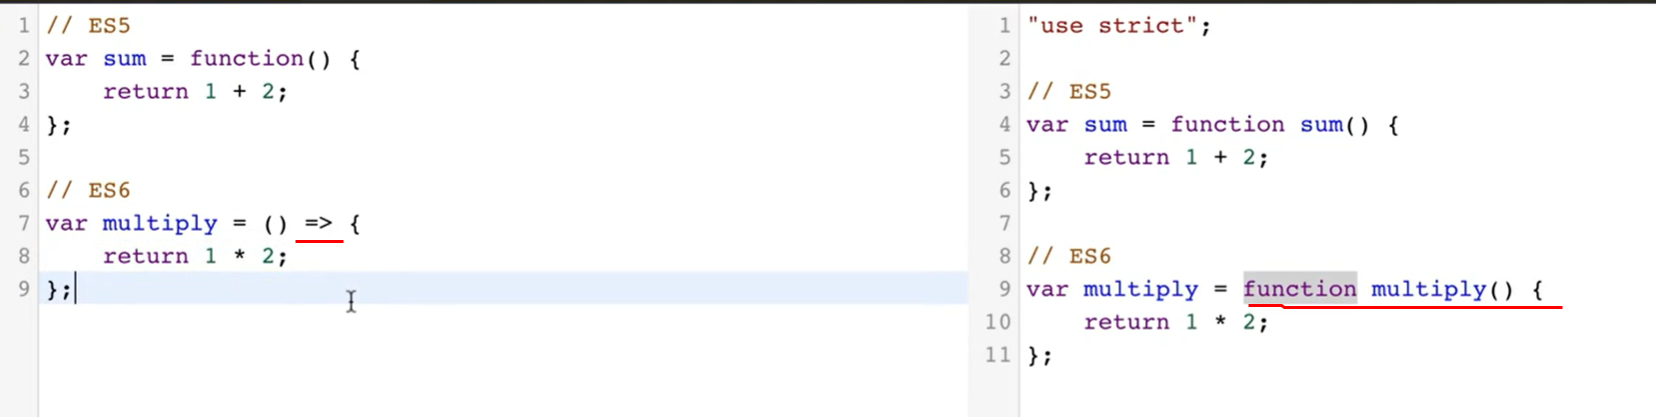 1 // ES5
2 var sum = function() {
3     return 1 + 2;
4 };
5
6 // ES6
7 var multiply = () => {
8     return 1 * 2;
9 };
1 "use strict";
2
3 // ES5
4 var sum = function sum() {
5     return 1 + 2;
6 };
7
8 // ES6
9 var multiply = function multiply() {
10     return 1 * 2;
11 };